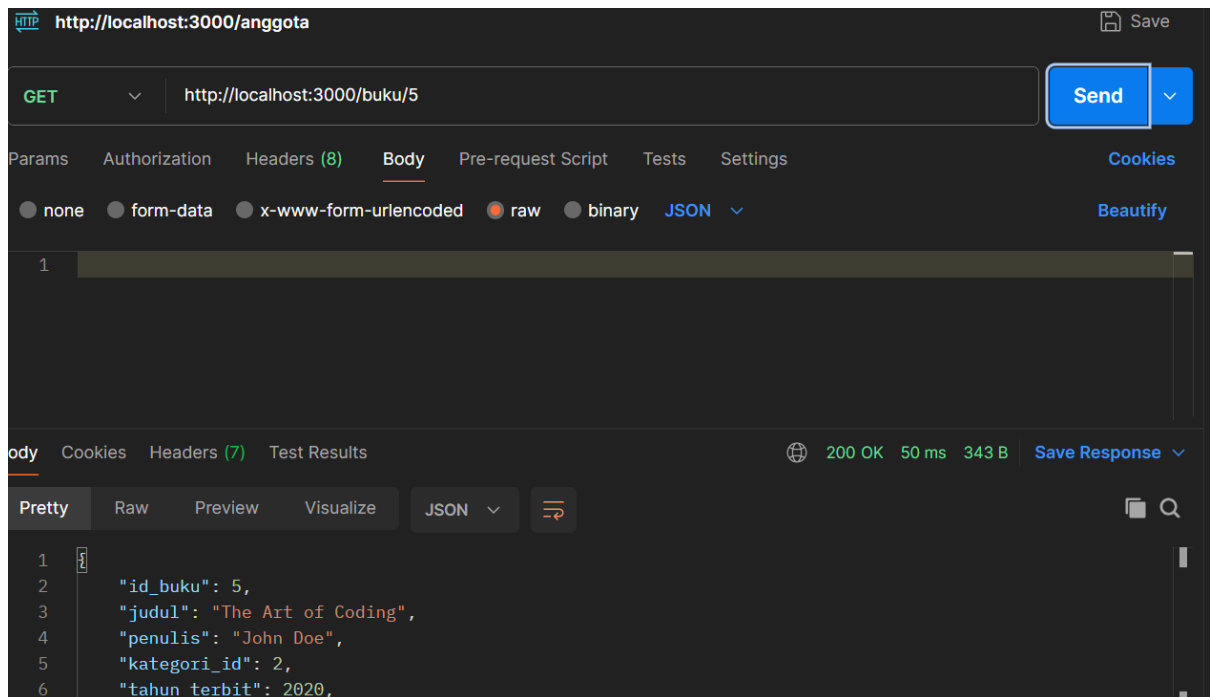 HTTP http://localhost:3000/anggota Save
GET http://localhost:3000/buku/5 Send
Params Authorization Headers (8) Body Pre-request Script Tests Settings Cookies
none form-data x-www-form-urlencoded raw binary JSON Beautify
1
ody Cookies Headers (7) Test Results 200 OK 50 ms 343 B Save Response
Pretty Raw Preview Visualize JSON
1 {
2 "id_buku": 5,
3 "judul": "The Art of Coding",
4 "penulis": "John Doe",
5 "kategori_id": 2,
6 "tahun_terbit": 2020,